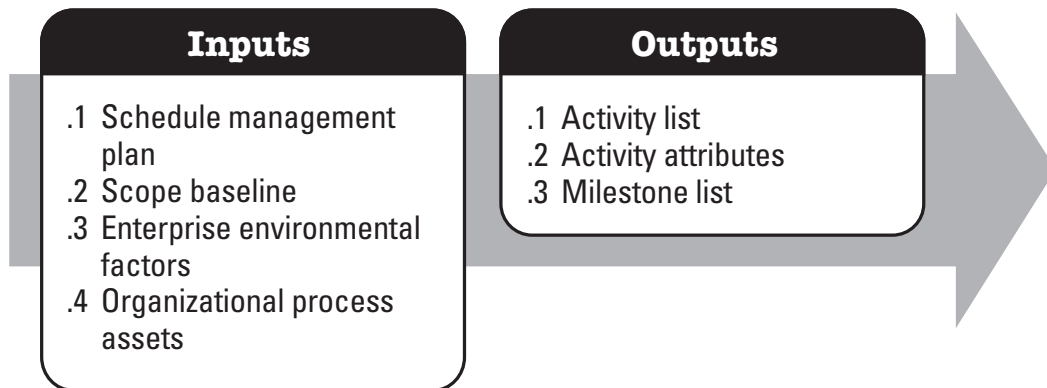 Inputs
.1 Schedule management
plan
.2 Scope baseline
.3 Enterprise environmental
factors
.4 Organizational process
assets
Outputs
.1 Activity list
.2 Activity attributes
.3 Milestone list